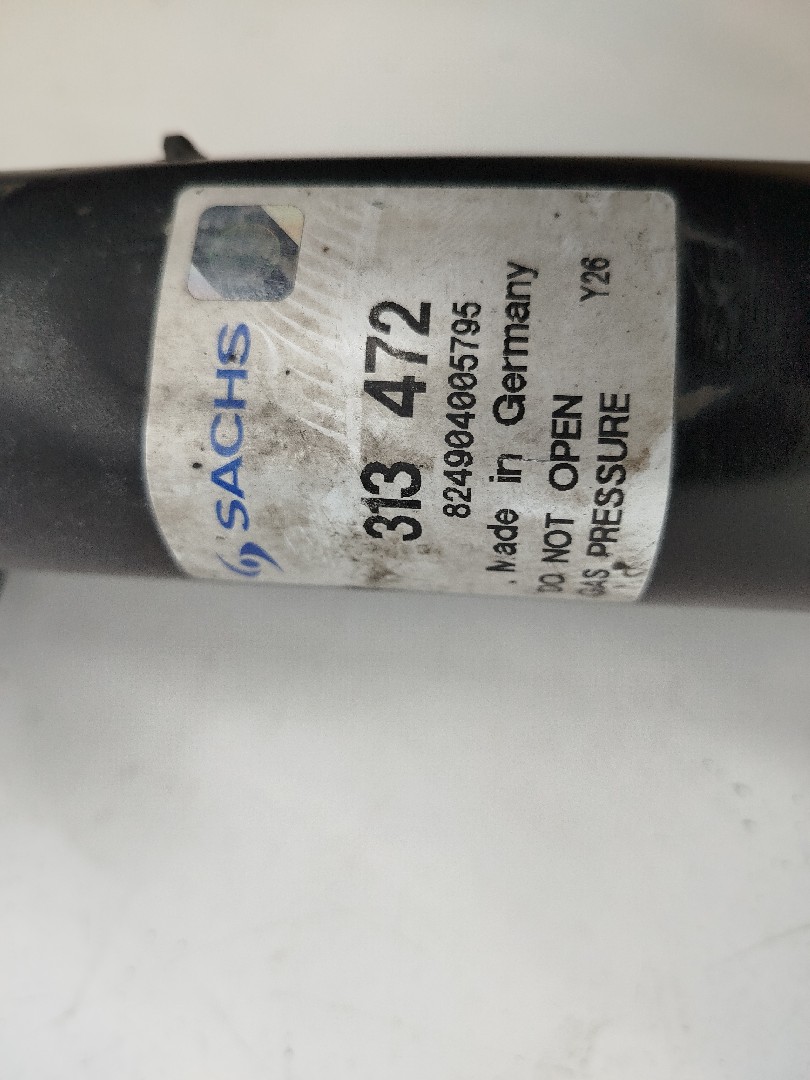 SACHS
313 472
824904005795
Made in Germany
DO NOT OPEN
GAS PRESSURE
Y26